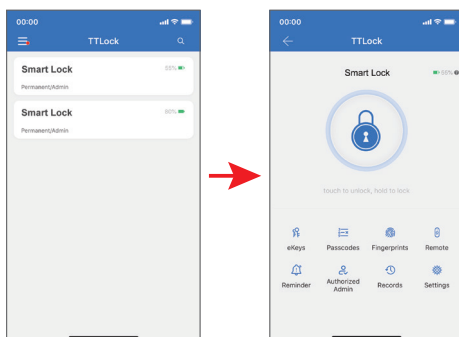 00:00
TTLock
Smart Lock
Permanent/Admin
Smart Lock
90%
Permanent/Admin
00:00
TTLock
Smart Lock
touch to unlock, hold to lock
eKeys Passcodes Fingerprints Remote
Reminder Authorized Admin Records Settings